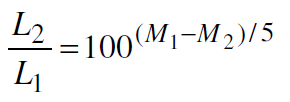 L₂/L₁ = 100^(M₁−M₂)/5